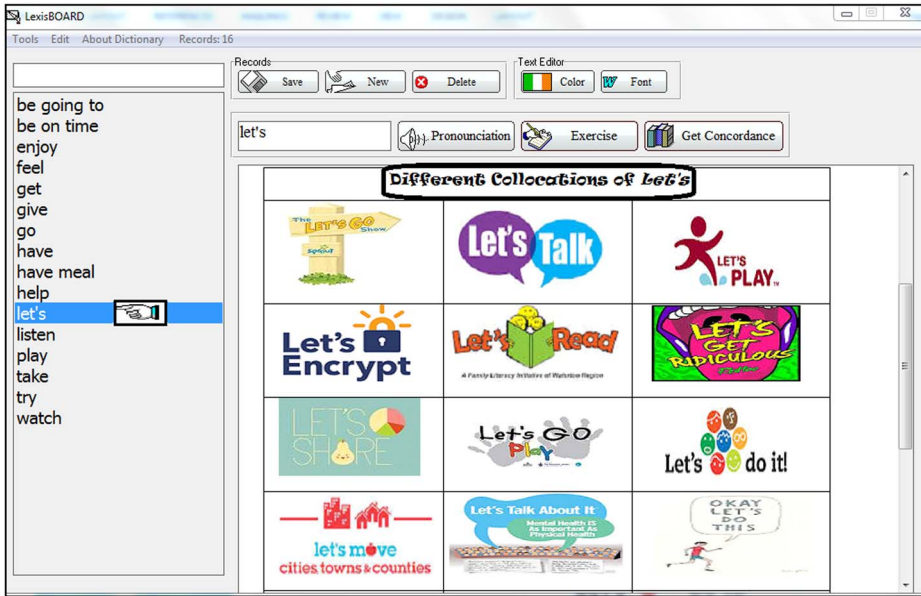 LexisBOARD
Tools Edit About Dictionary Records: 16
Records
Save New Delete
Text Editor
Color Font
be going to
be on time
enjoy
feel
get
give
go
have
have meal
help
let's
listen
play
take
try
watch
let's
Pronounciation Exercise Get Concordance
Different Collocations of Let's
The
LET'S GO
Show
sprout
Let's Talk
LET'S
PLAY
Let's
Encrypt
Let's Read
A Family Literacy Initiative of Waterloo Region
LET'S
GET
RIDICULOUS
LET'S
SHARE
Let's GO
Play
Let's do it!
let's move
cities, towns & counties
Let's Talk About It
Mental Health IS
As Important As
Physical Health
OKAY
LET'S
DO
THIS